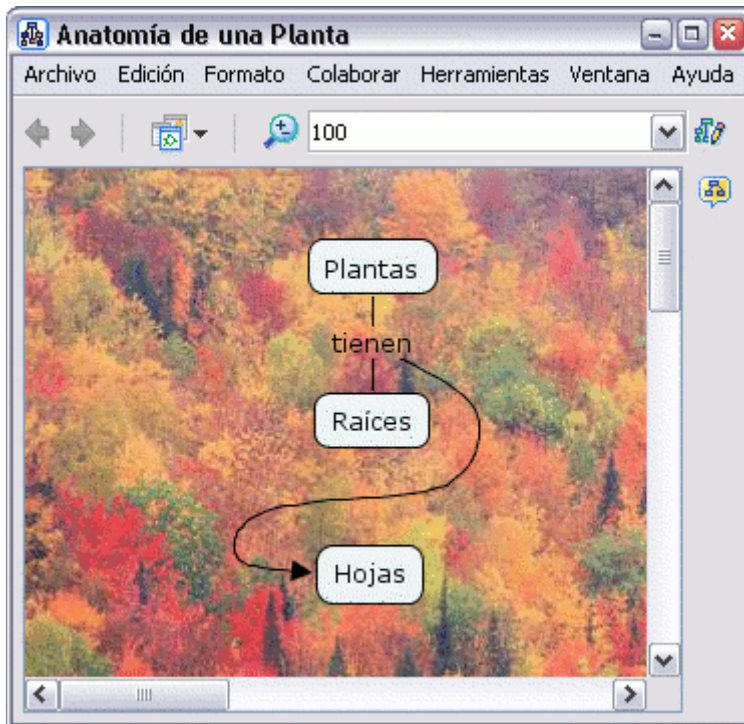 Anatomía de una Planta
Archivo Edición Formato Colaborar Herramientas Ventana Ayuda
100
Plantas
tienen
Raíces
Hojas